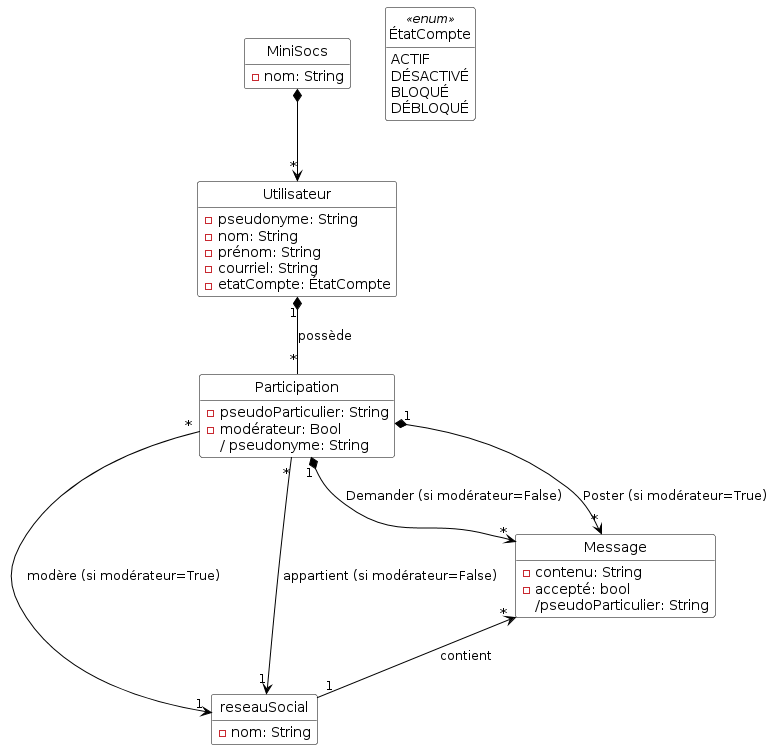 «enum»
ÉtatCompte
ACTIF
DÉSACTIVÉ
BLOQUÉ
DÉBLOQUÉ
MiniSocs
nom: String
*
Utilisateur
pseudonyme: String
nom: String
prénom: String
courriel: String
etatCompte: ÉtatCompte
1
possède
*
Participation
pseudoParticulier: String
modérateur: Bool
/ pseudonyme: String
*
1
*
1
Demander (si modérateur=False)
Poster (si modérateur=True)
*
*
modère (si modérateur=True)
appartient (si modérateur=False)
Message
contenu: String
accepté: bool
/pseudoParticulier: String
*
contient
1
1
1
reseauSocial
nom: String